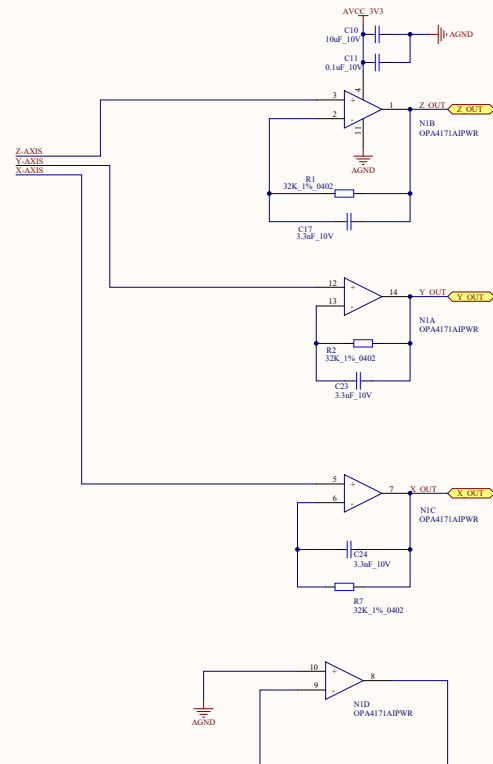 AVCC_3V3
C10
10uF_10V
AGND
C11
0.1uF_10V
4
3
+
1
Z_OUT
Z_OUT
2
-
N1B
OPA4171AIPWR
11
AGND
Z-AXIS
Y-AXIS
X-AXIS
R1
32K_1%_0402
C17
3.3nF_10V
12
+
14
Y_OUT
Y_OUT
13
-
N1A
OPA4171AIPWR
R2
32K_1%_0402
C23
3.3nF_10V
5
+
7
X_OUT
X_OUT
6
-
N1C
OPA4171AIPWR
C24
3.3nF_10V
R7
32K_1%_0402
10
+
8
9
-
N1D
OPA4171AIPWR
AGND